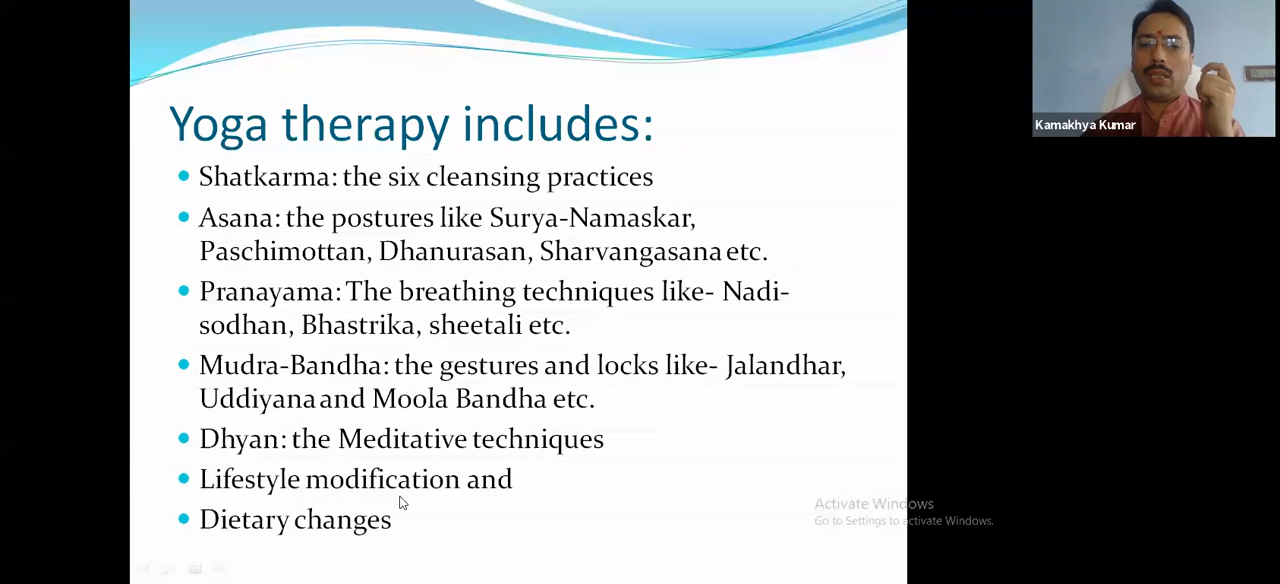 Yoga therapy includes:
Shatkarma: the six cleansing practices
Asana: the postures like Surya-Namaskar,
Paschimottan, Dhanurasan, Sharvangasana etc.
Pranayama: The breathing techniques like- Nadi-
sodhan, Bhastrika, sheetali etc.
Mudra-Bandha: the gestures and locks like- Jalandhar,
Uddiyana and Moola Bandha etc.
Dhyan: the Meditative techniques
Lifestyle modification and
Dietary changes
Kamakhya Kumar
Activate Windows
Go to Settings to activate Windows.